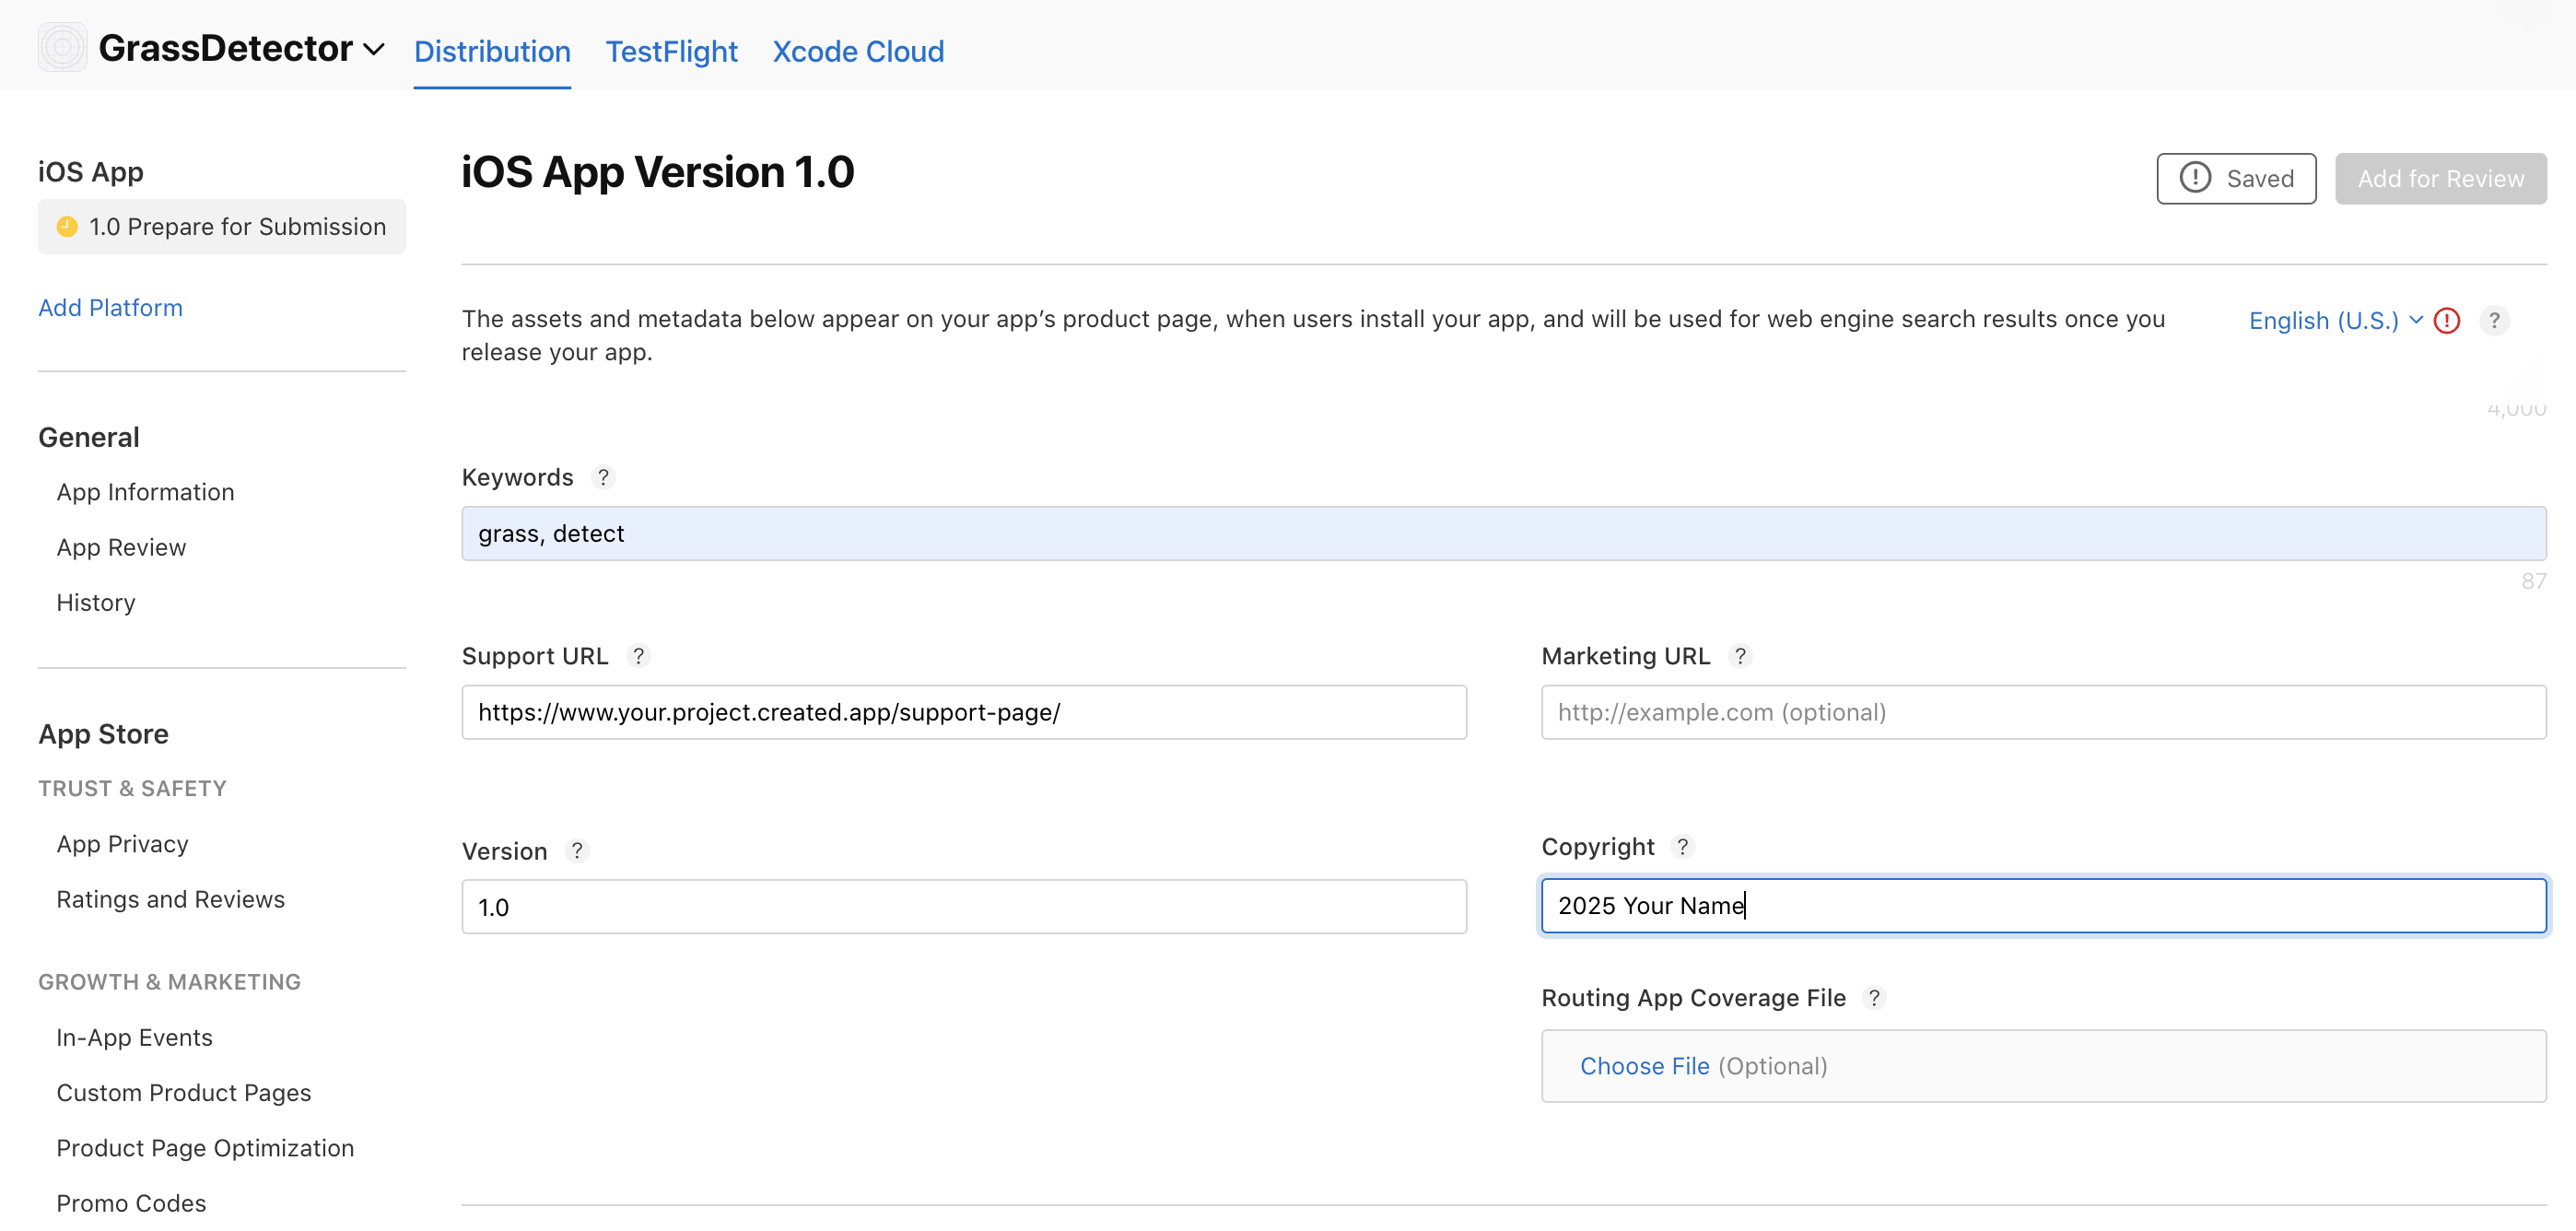 GrassDetector
Distribution
TestFlight
Xcode Cloud
iOS App
1.0 Prepare for Submission
Add Platform
General
App Information
App Review
History
App Store
TRUST & SAFETY
App Privacy
Ratings and Reviews
GROWTH & MARKETING
In-App Events
Custom Product Pages
Product Page Optimization
Promo Codes
iOS App Version 1.0
Saved
Add for Review
The assets and metadata below appear on your app’s product page, when users install your app, and will be used for web engine search results once you
release your app.
English (U.S.)
?
4,000
Keywords ?
grass, detect
87
Support URL ?
https://www.your.project.created.app/support-page/
Marketing URL ?
http://example.com (optional)
Version ?
1.0
Copyright ?
2025 Your Name
Routing App Coverage File ?
Choose File (Optional)